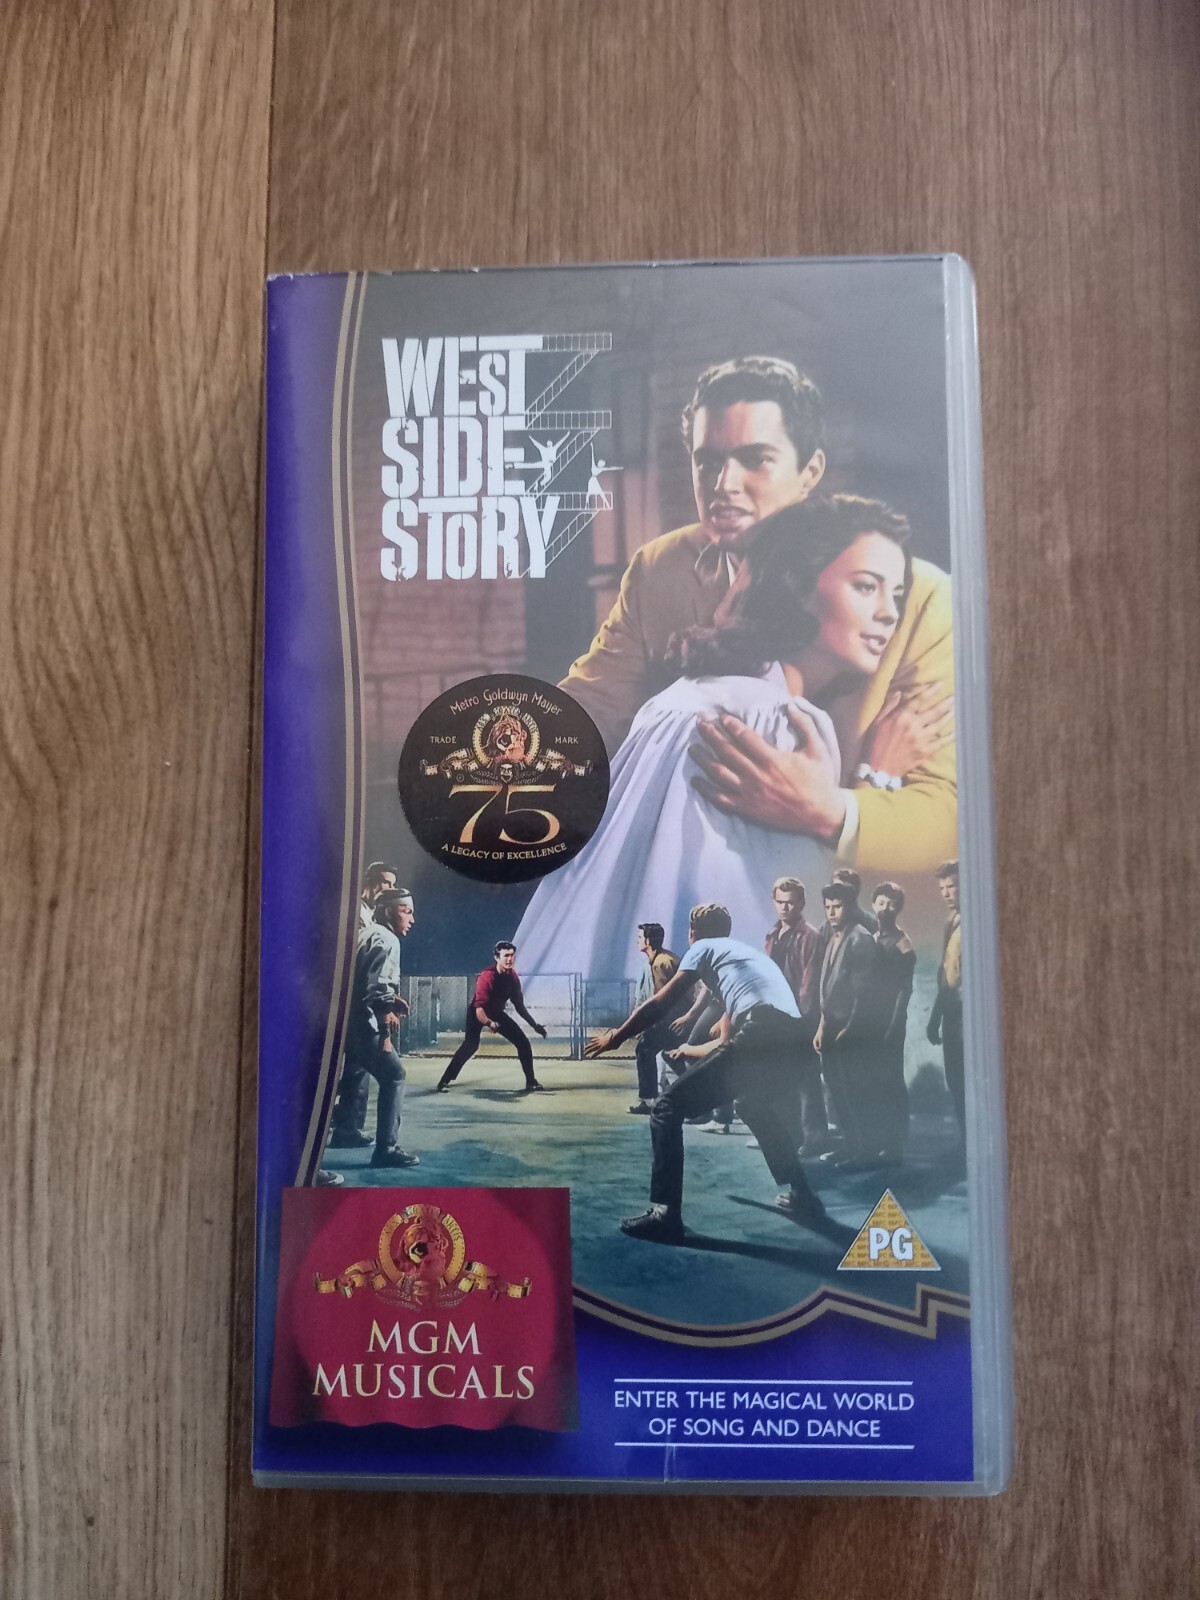 WEST
SIDE
STORY
Metro Goldwyn Mayer
TRADE MARK
75
A LEGACY OF EXCELLENCE
PG
MGM
MUSICALS
ENTER THE MAGICAL WORLD
OF SONG AND DANCE